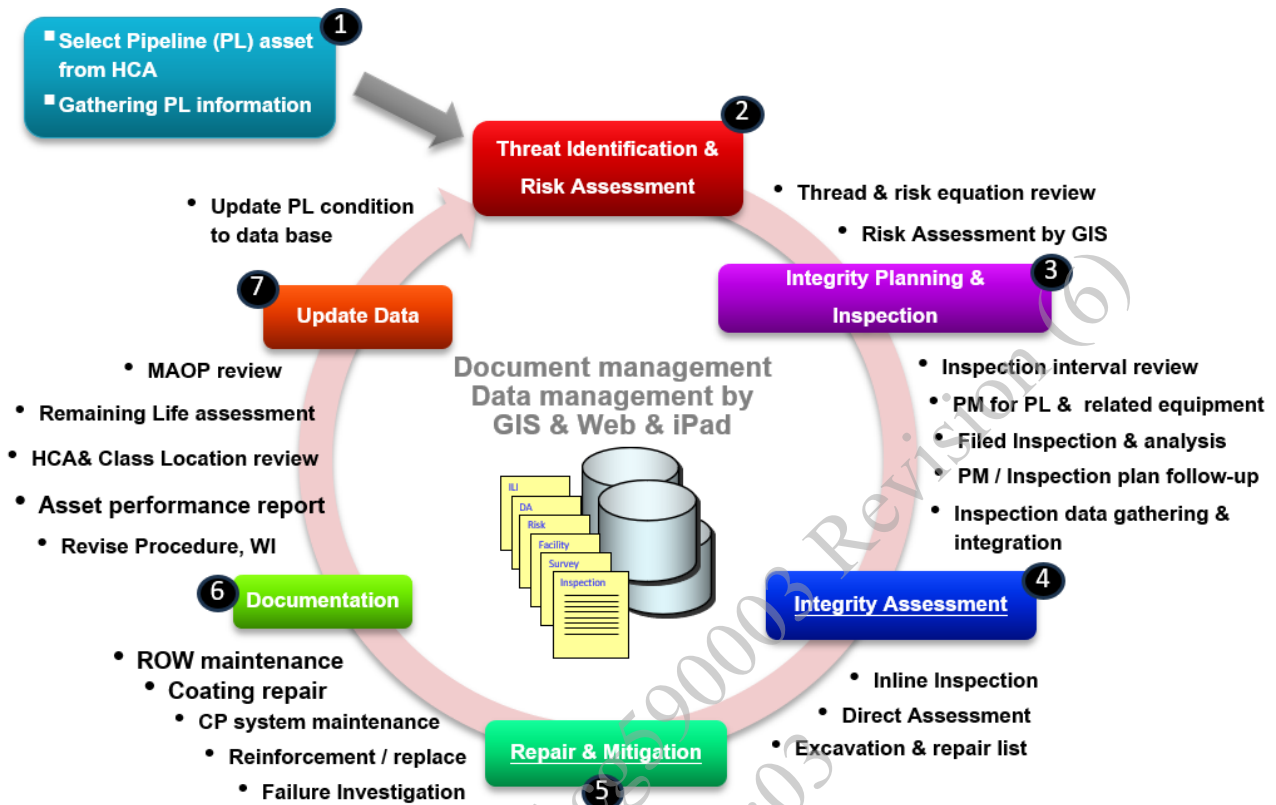 1
▪ Select Pipeline (PL) asset
from HCA
▪ Gathering PL information
2
Threat Identification &
Risk Assessment
• Thread & risk equation review
• Risk Assessment by GIS
3
Integrity Planning &
Inspection
• Inspection interval review
• PM for PL & related equipment
• Filed Inspection & analysis
• PM / Inspection plan follow-up
• Inspection data gathering &
integration
4
Integrity Assessment
• Inline Inspection
• Direct Assessment
• Excavation & repair list
Repair & Mitigation
5
• ROW maintenance
• Coating repair
• CP system maintenance
• Reinforcement / replace
• Failure Investigation
6
Documentation
• MAOP review
• Remaining Life assessment
• HCA& Class Location review
• Asset performance report
• Revise Procedure, WI
7
Update Data
• Update PL condition
to data base
Document management
Data management by
GIS & Web & iPad
ILI
DA
Risk
Facility
Survey
Inspection
590003 Revision (6)